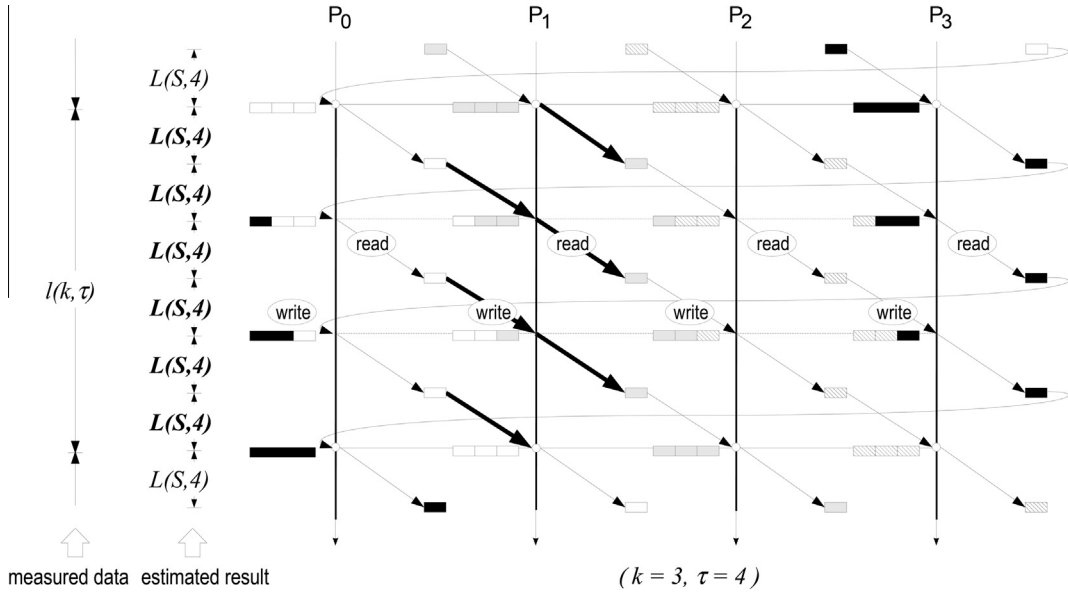 P0 P1 P2 P3
L(S,4)
L(S,4)
L(S,4)
read read read read
L(S,4)
l(k,τ)
L(S,4)
write write write write
L(S,4)
L(S,4)
L(S,4)
measured data estimated result
( k = 3, τ = 4 )